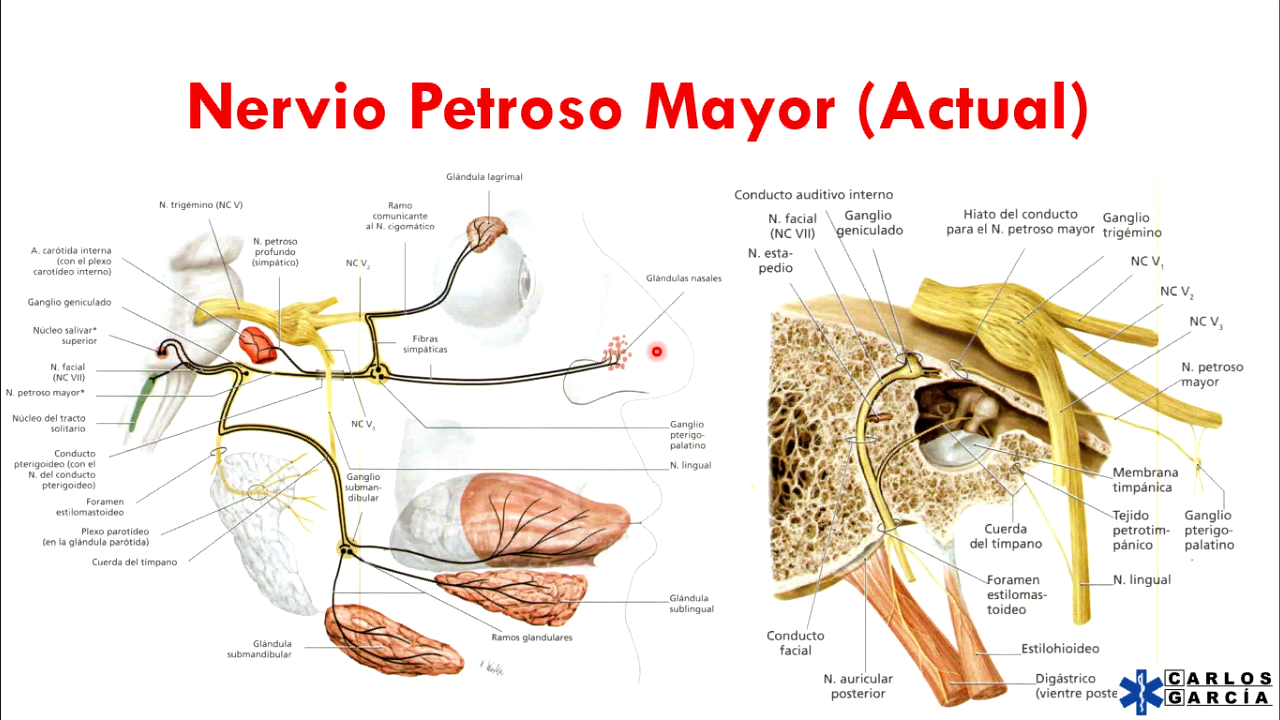 Nervio Petroso Mayor (Actual)
Glándula lagrimal
N. trigémino (NC V)
Ramo
comunicante
al N. cigomático
A. carótida interna
(con el plexo
carotídeo interno)
N. petroso
profundo
(simpático)
NC V2
Glándulas nasales
Ganglio geniculado
Núcleo salivar*
superior
Fibras
simpáticas
N. facial
(NC VII)
N. petroso mayor*
Núcleo del tracto
solitario
NC V3
Ganglio
pterigo-
palatino
Conducto
pterigoideo (con el
N. del conducto
pterigoideo)
N. lingual
Ganglio
subman-
dibular
Foramen
estilomastoideo
Plexo parotídeo
(en la glándula parótida)
Cuerda del tímpano
Glándula
sublingual
Ramos glandulares
Glándula
submandibular
Conducto auditivo interno
N. facial
(NC VII)
Ganglio
geniculado
Hiato del conducto
para el N. petroso mayor
Ganglio
trigémino
N. esta-
pedio
NC V1
NC V2
NC V3
N. petroso
mayor
Membrana
timpánica
Cuerda
del tímpano
Tejido
petrotim-
pánico
Ganglio
pterigo-
palatino
Foramen
estilomas-
toideo
N. lingual
Conducto
facial
Estilohioideo
N. auricular
posterior
Digástrico
(vientre poste
CARLOS
GARCÍA